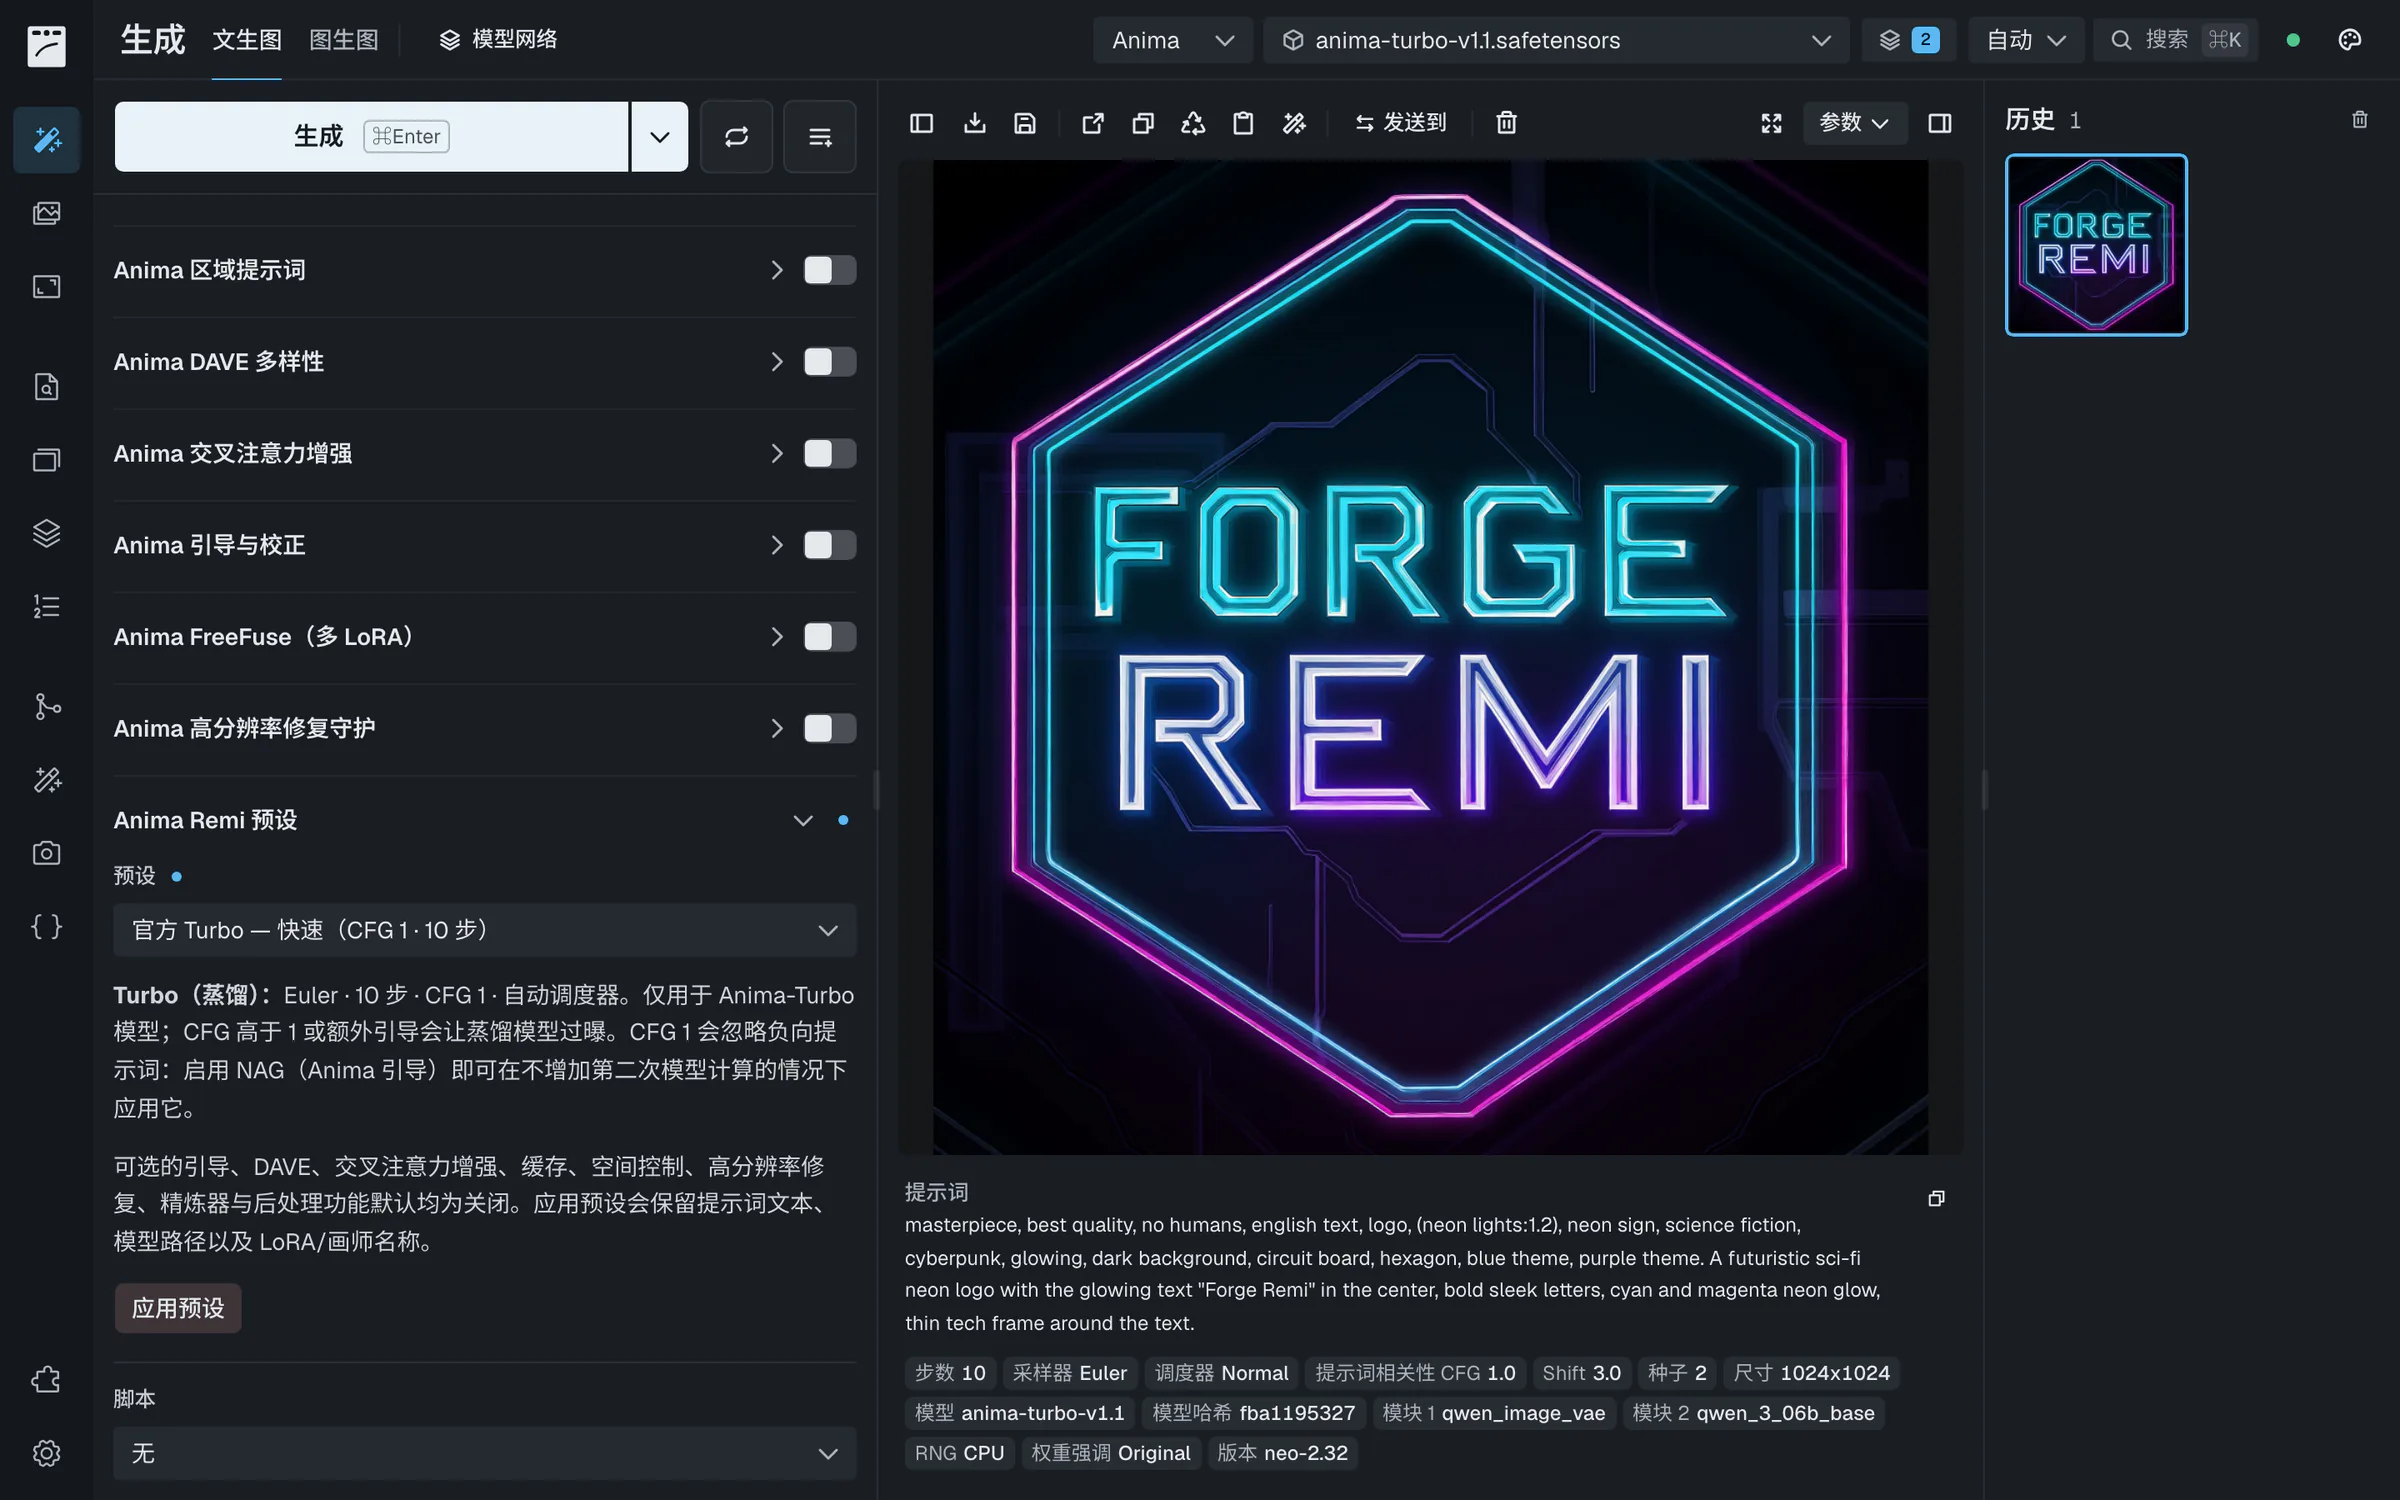 生成
文生图
图生图
模型网络
Anima
anima-turbo-v1.1.safetensors
2
自动
搜索
⌘K
生成
⌘Enter
Anima 区域提示词
Anima DAVE 多样性
Anima 交叉注意力增强
Anima 引导与校正
Anima FreeFuse（多 LoRA）
Anima 高分辨率修复守护
Anima Remi 预设
预设
官方 Turbo — 快速（CFG 1 · 10 步）
Turbo（蒸馏）：Euler · 10 步 · CFG 1 · 自动调度器。仅用于 Anima-Turbo
模型；CFG 高于 1 或额外引导会让蒸馏模型过曝。CFG 1 会忽略负向提
示词：启用 NAG（Anima 引导）即可在不增加第二次模型计算的情况下
应用它。
可选的引导、DAVE、交叉注意力增强、缓存、空间控制、高分辨率修
复、精炼器与后处理功能默认均为关闭。应用预设会保留提示词文本、
模型路径以及 LoRA/画师名称。
应用预设
脚本
无
发送到
参数
FORGE
REMI
提示词
masterpiece, best quality, no humans, english text, logo, (neon lights:1.2), neon sign, science fiction,
cyberpunk, glowing, dark background, circuit board, hexagon, blue theme, purple theme. A futuristic sci-fi
neon logo with the glowing text "Forge Remi" in the center, bold sleek letters, cyan and magenta neon glow,
thin tech frame around the text.
步数 10 采样器 Euler 调度器 Normal 提示词相关性 CFG 1.0 Shift 3.0 种子 2 尺寸 1024x1024
模型 anima-turbo-v1.1 模型哈希 fba1195327 模块 1 qwen_image_vae 模块 2 qwen_3_06b_base
RNG CPU 权重强调 Original 版本 neo-2.32
历史 1
FORGE
REMI